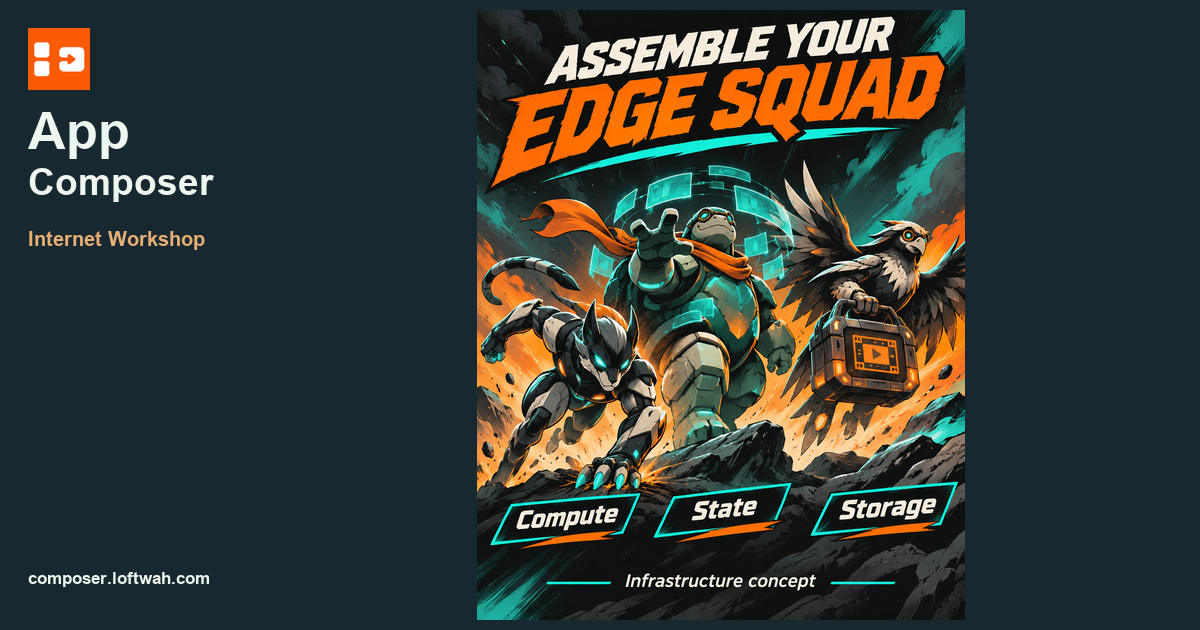 App
Composer
Internet Workshop
composer.loftwah.com
ASSEMBLE YOUR
EDGE SQUAD
Compute
State
Storage
Infrastructure concept